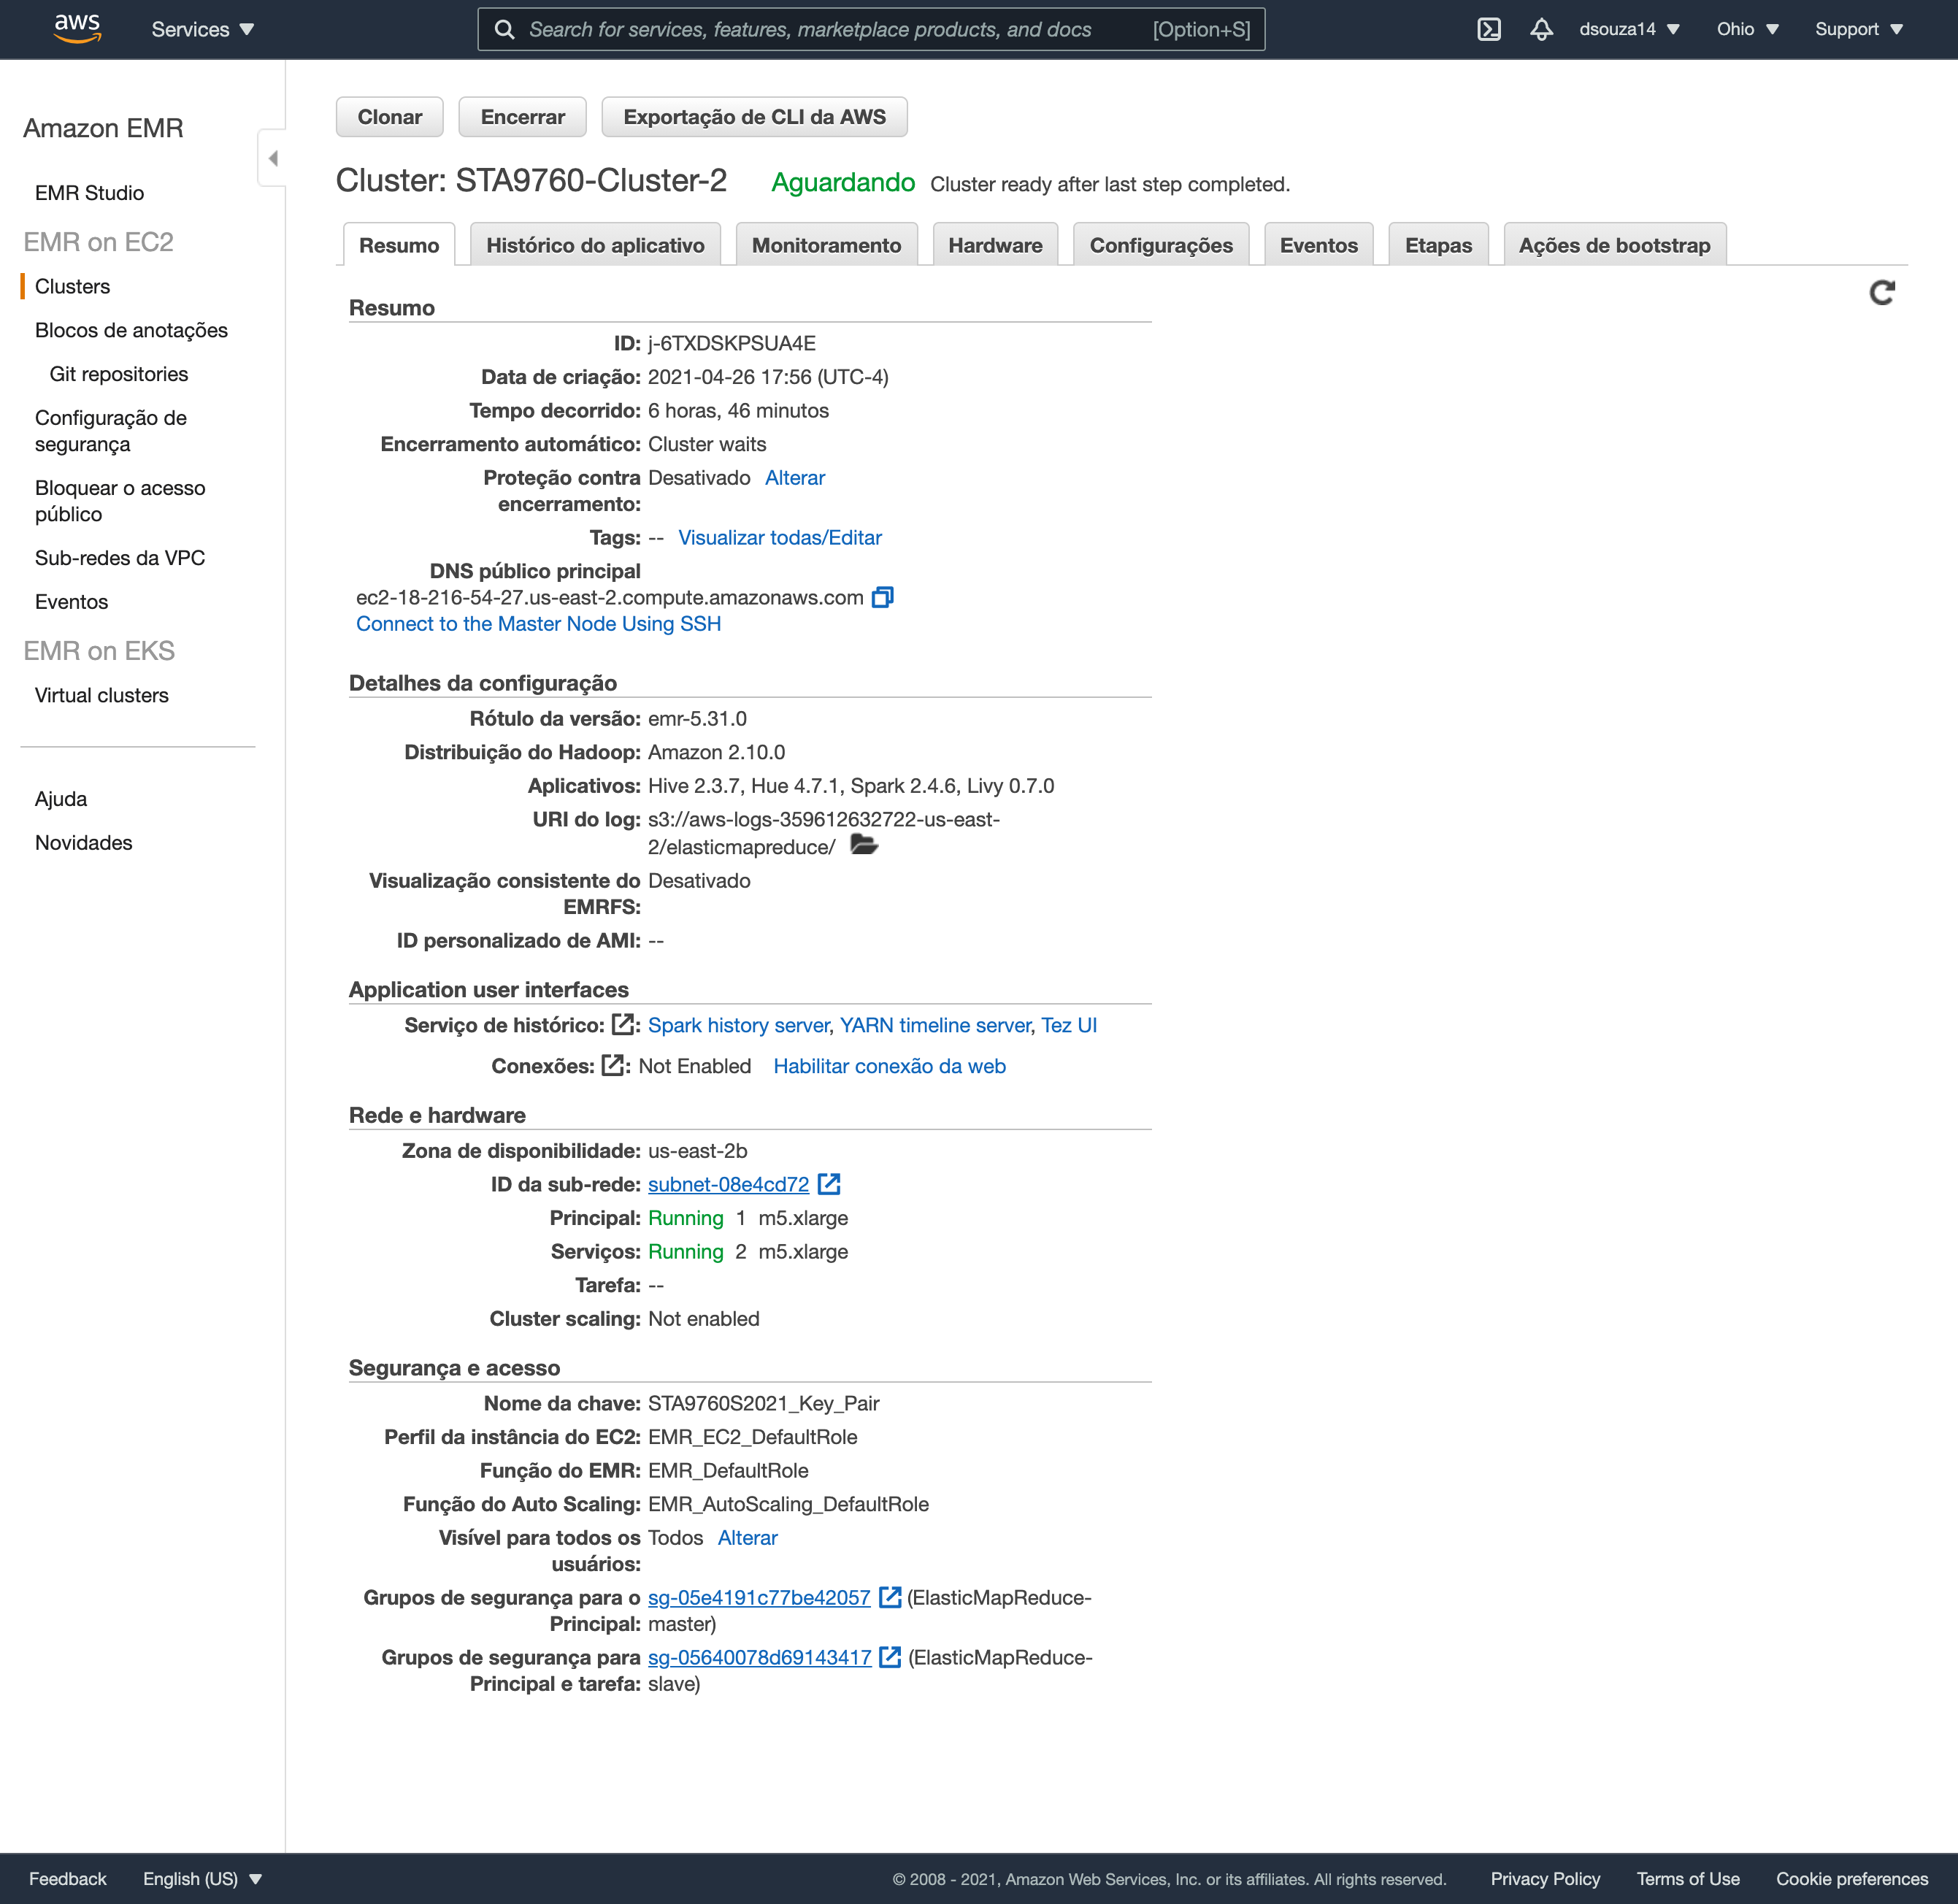 aws Services Search for services, features, marketplace products, and docs [Option+S] dsouza14 Ohio Support
Amazon EMR
EMR Studio
EMR on EC2
Clusters
Blocos de anotações
Git repositories
Configuração de
segurança
Bloquear o acesso
público
Sub-redes da VPC
Eventos
EMR on EKS
Virtual clusters
Ajuda
Novidades
Clonar Encerrar Exportação de CLI da AWS
Cluster: STA9760-Cluster-2 Aguardando Cluster ready after last step completed.
Resumo Histórico do aplicativo Monitoramento Hardware Configurações Eventos Etapas Ações de bootstrap
Resumo
ID: j-6TXDSKPSUA4E
Data de criação: 2021-04-26 17:56 (UTC-4)
Tempo decorrido: 6 horas, 46 minutos
Encerramento automático: Cluster waits
Proteção contra Desativado Alterar
encerramento:
Tags: -- Visualizar todas/Editar
DNS público principal
ec2-18-216-54-27.us-east-2.compute.amazonaws.com
Connect to the Master Node Using SSH
Detalhes da configuração
Rótulo da versão: emr-5.31.0
Distribuição do Hadoop: Amazon 2.10.0
Aplicativos: Hive 2.3.7, Hue 4.7.1, Spark 2.4.6, Livy 0.7.0
URI do log: s3://aws-logs-359612632722-us-east-
2/elasticmapreduce/
Visualização consistente do Desativado
EMRFS:
ID personalizado de AMI: --
Application user interfaces
Serviço de histórico: : Spark history server, YARN timeline server, Tez UI
Conexões: : Not Enabled Habilitar conexão da web
Rede e hardware
Zona de disponibilidade: us-east-2b
ID da sub-rede: subnet-08e4cd72
Principal: Running 1 m5.xlarge
Serviços: Running 2 m5.xlarge
Tarefa: --
Cluster scaling: Not enabled
Segurança e acesso
Nome da chave: STA9760S2021_Key_Pair
Perfil da instância do EC2: EMR_EC2_DefaultRole
Função do EMR: EMR_DefaultRole
Função do Auto Scaling: EMR_AutoScaling_DefaultRole
Visível para todos os Todos Alterar
usuários:
Grupos de segurança para o sg-05e4191c77be42057 (ElasticMapReduce-
Principal: master)
Grupos de segurança para sg-05640078d69143417 (ElasticMapReduce-
Principal e tarefa: slave)
Feedback English (US) © 2008 - 2021, Amazon Web Services, Inc. or its affiliates. All rights reserved. Privacy Policy Terms of Use Cookie preferences